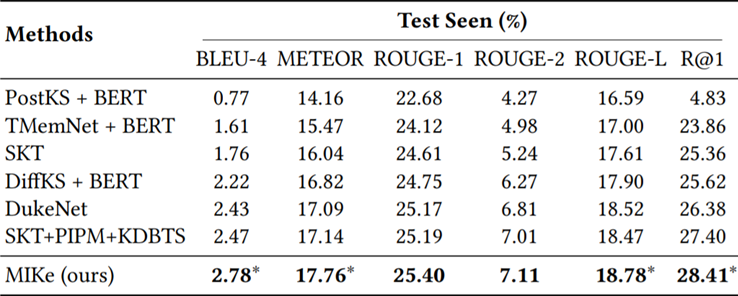 Methods Test Seen (%)
BLEU-4 METEOR ROUGE-1 ROUGE-2 ROUGE-L R@1
PostKS + BERT 0.77 14.16 22.68 4.27 16.59 4.83
TMemNet + BERT 1.61 15.47 24.12 4.98 17.00 23.86
SKT 1.76 16.04 24.61 5.24 17.61 25.36
DiffKS + BERT 2.22 16.82 24.75 6.27 17.90 25.62
DukeNet 2.43 17.09 25.17 6.81 18.52 26.38
SKT+PIPM+KDBTS 2.47 17.14 25.19 7.01 18.47 27.40
MIKe (ours) 2.78* 17.76* 25.40 7.11 18.78* 28.41*